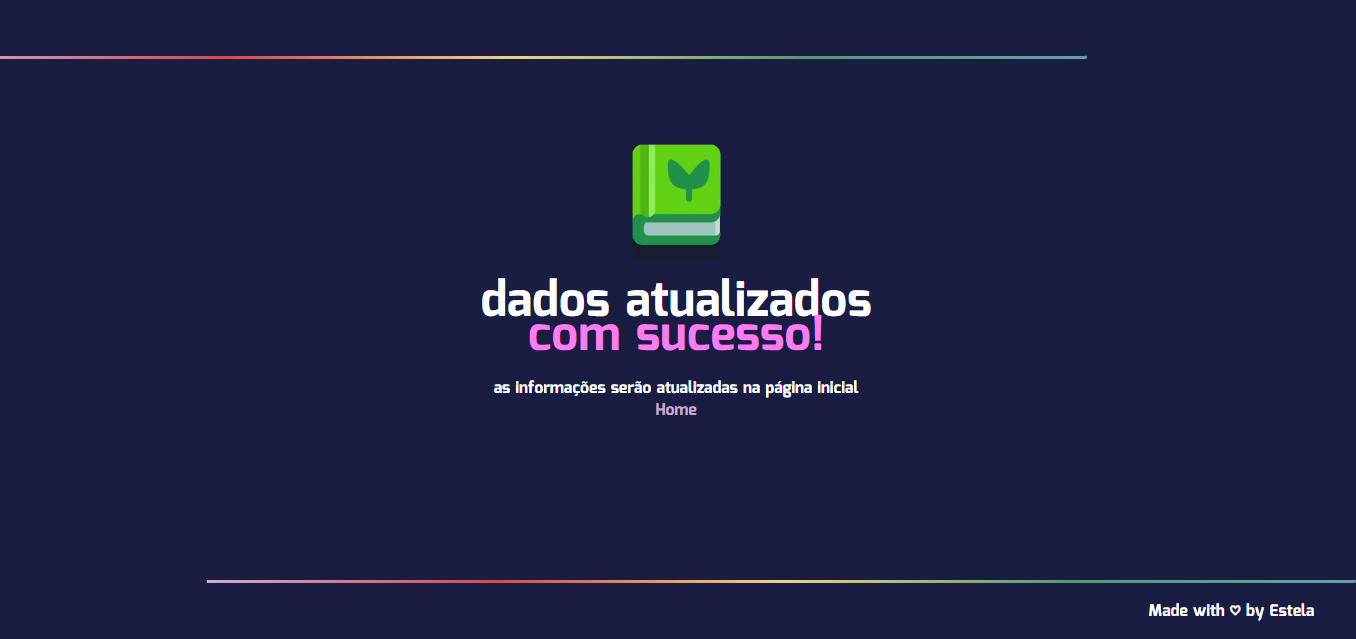 dados atualizados
com sucesso!
as informações serão atualizadas na página inicial
Home
Made with ♡ by Estela